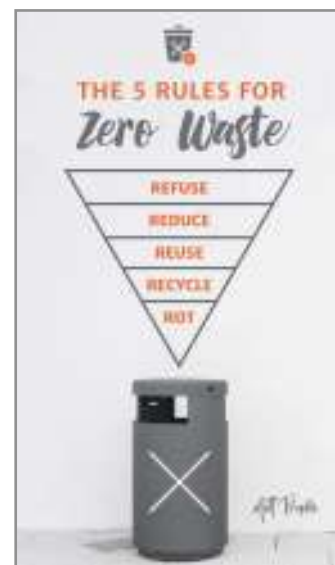 THE 5 RULES FOR
Zero Waste
REFUSE
REDUCE
REUSE
RECYCLE
ROT